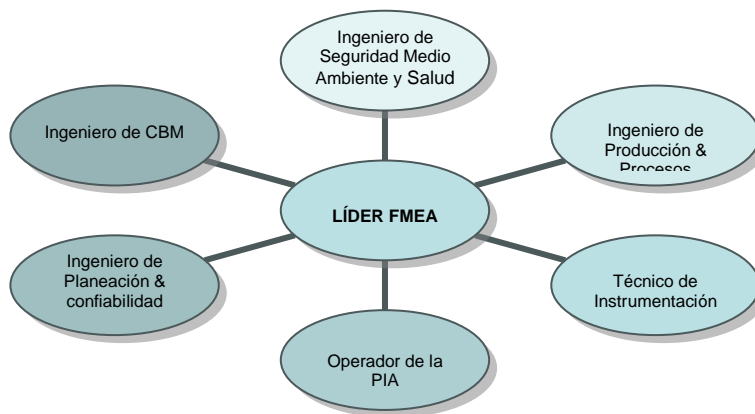 Ingeniero de
Seguridad Medio
Ambiente y Salud
Ingeniero de CBM
Ingeniero de
Producción &
Procesos
LÍDER FMEA
Ingeniero de
Planeación &
confiabilidad
Técnico de
Instrumentación
Operador de la
PIA